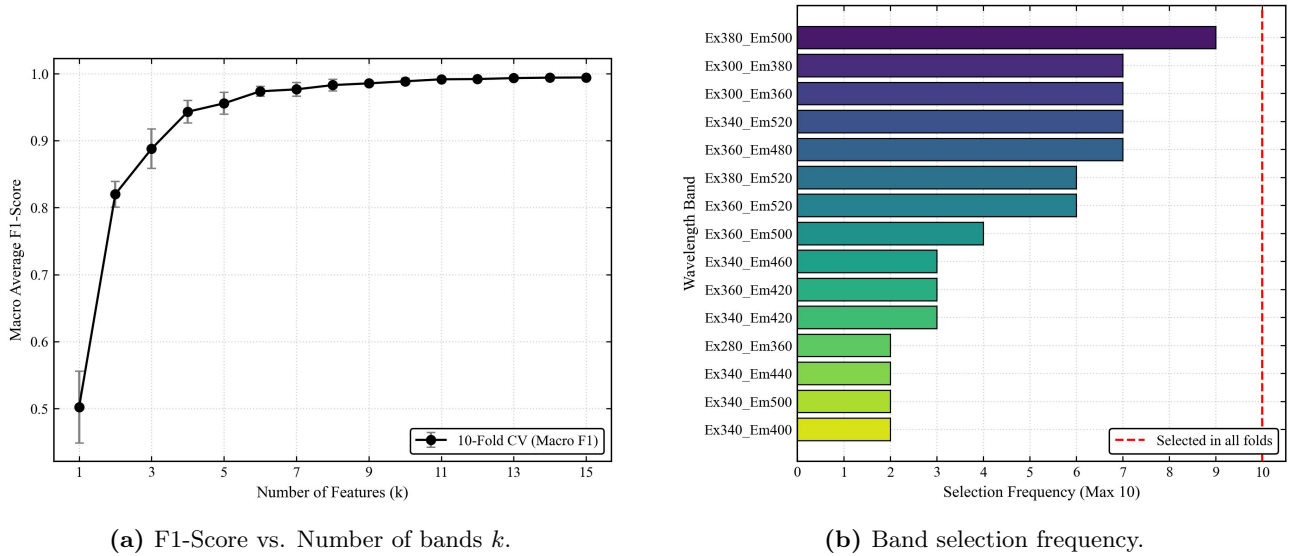 1.0
0.9
0.8
0.7
0.6
0.5
Macro Average F1-Score
1 3 5 7 9 11 13 15
Number of Features (k)
10-Fold CV (Macro F1)
(a) F1-Score vs. Number of bands k.
Wavelength Band
Ex380_Em500
Ex300_Em380
Ex300_Em360
Ex340_Em520
Ex360_Em480
Ex380_Em520
Ex360_Em520
Ex360_Em500
Ex340_Em460
Ex360_Em420
Ex340_Em420
Ex280_Em360
Ex340_Em440
Ex340_Em500
Ex340_Em400
0 1 2 3 4 5 6 7 8 9 10
Selection Frequency (Max 10)
Selected in all folds
(b) Band selection frequency.